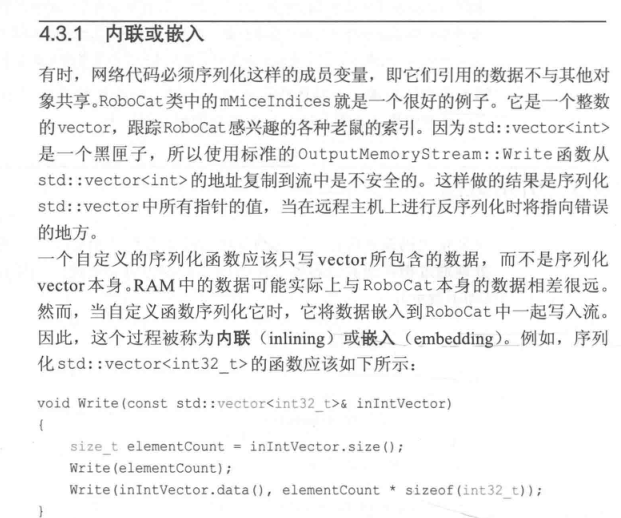 4.3.1 内联或嵌入
有时，网络代码必须序列化这样的成员变量，即它们引用的数据不与其他对
象共享。RoboCat 类中的 mMiceIndices 就是一个很好的例子。它是一个整数
的 vector，跟踪 RoboCat 感兴趣的各种老鼠的索引。因为 std::vector<int>
是一个黑匣子，所以使用标准的 OutputMemoryStream::Write 函数从
std::vector<int> 的地址复制到流中是不安全的。这样做的结果是序列化
std::vector 中所有指针的值，当在远程主机上进行反序列化时将指向错误
的地方。
一个自定义的序列化函数应该只写 vector 所包含的数据，而不是序列化
vector 本身。RAM 中的数据可能实际上与 RoboCat 本身的数据相差很远。
然而，当自定义函数序列化它时，它将数据嵌入到 RoboCat 中一起写入流。
因此，这个过程被称为内联（inlining）或嵌入（embedding）。例如，序列
化 std::vector<int32_t> 的函数应该如下所示：
void Write(const std::vector<int32_t>& inIntVector)
{
    size_t elementCount = inIntVector.size();
    Write(elementCount);
    Write(inIntVector.data(), elementCount * sizeof(int32_t));
}